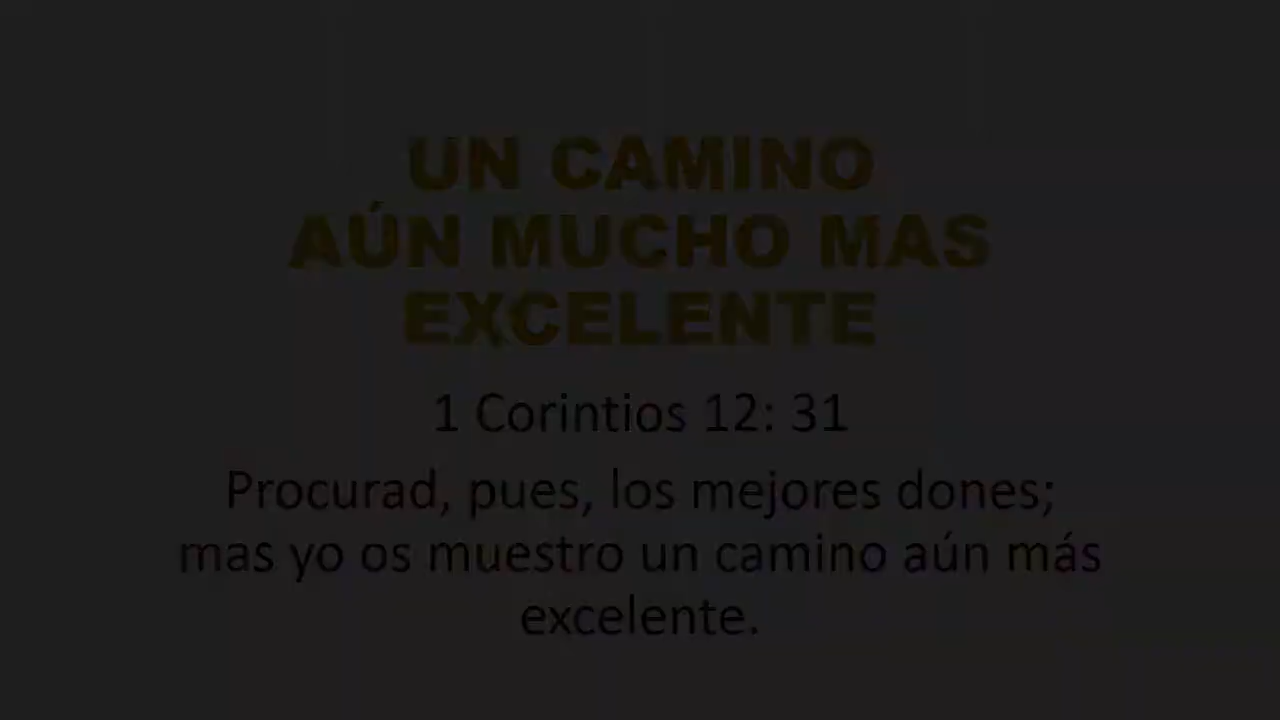 UN CAMINO
AÚN MUCHO MAS
EXCELENTE
1 Corintios 12: 31
Procurad, pues, los mejores dones;
mas yo os muestro un camino aún más
excelente.